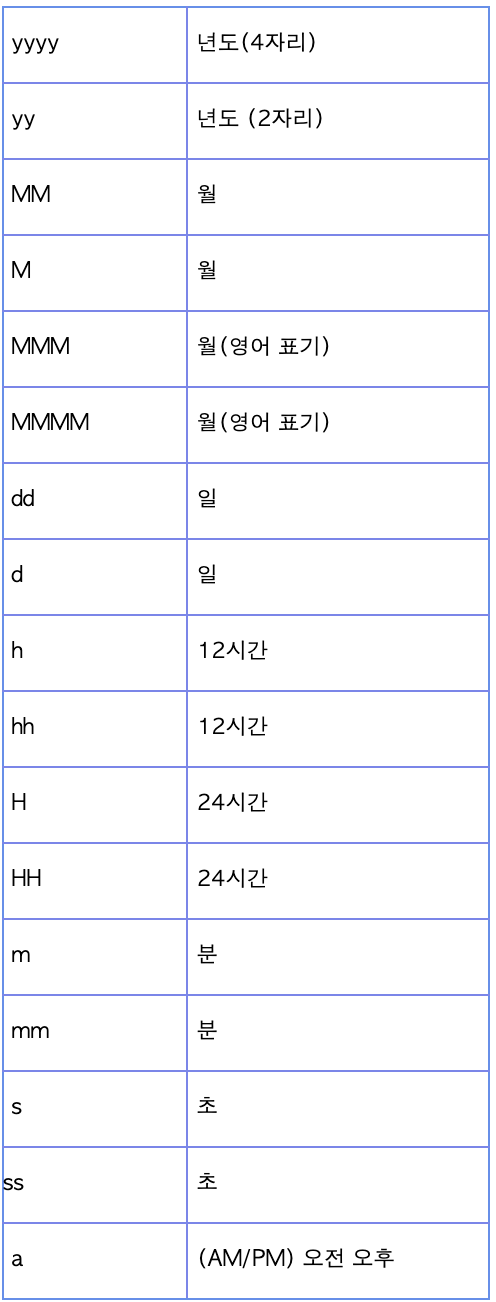 yyyy 년도(4자리)
yy 년도 (2자리)
MM 월
M 월
MMM 월(영어 표기)
MMMM 월(영어 표기)
dd 일
d 일
h 12시간
hh 12시간
H 24시간
HH 24시간
m 분
mm 분
s 초
ss 초
a (AM/PM) 오전 오후